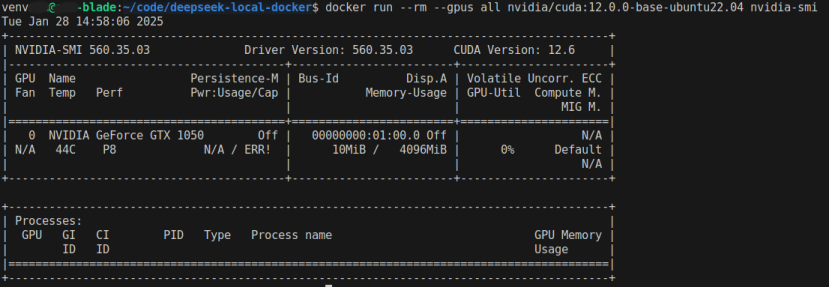 venv @ -blade:~/code/deepseek-local-docker$ docker run --rm --gpus all nvidia/cuda:12.0.0-base-ubuntu22.04 nvidia-smi
Tue Jan 28 14:58:06 2025
+-----------------------------------------------------------------------------------------+
| NVIDIA-SMI 560.35.03              Driver Version: 560.35.03      CUDA Version: 12.6     |
|-----------------------------------------+------------------------+----------------------+
| GPU  Name                 Persistence-M | Bus-Id          Disp.A | Volatile Uncorr. ECC |
| Fan  Temp   Perf          Pwr:Usage/Cap |           Memory-Usage | GPU-Util  Compute M. |
|                                         |                        |               MIG M. |
|=========================================+========================+======================|
|   0  NVIDIA GeForce GTX 1050        Off |   00000000:01:00.0 Off |                  N/A |
| N/A   44C    P8             N/A / ERR!  |      10MiB /   4096MiB |      0%      Default |
|                                         |                        |                  N/A |
+-----------------------------------------+------------------------+----------------------+

+-----------------------------------------------------------------------------------------+
| Processes:                                                                              |
|  GPU   GI   CI        PID   Type   Process name                              GPU Memory |
|        ID   ID                                                               Usage      |
|=========================================================================================|
+-----------------------------------------------------------------------------------------+